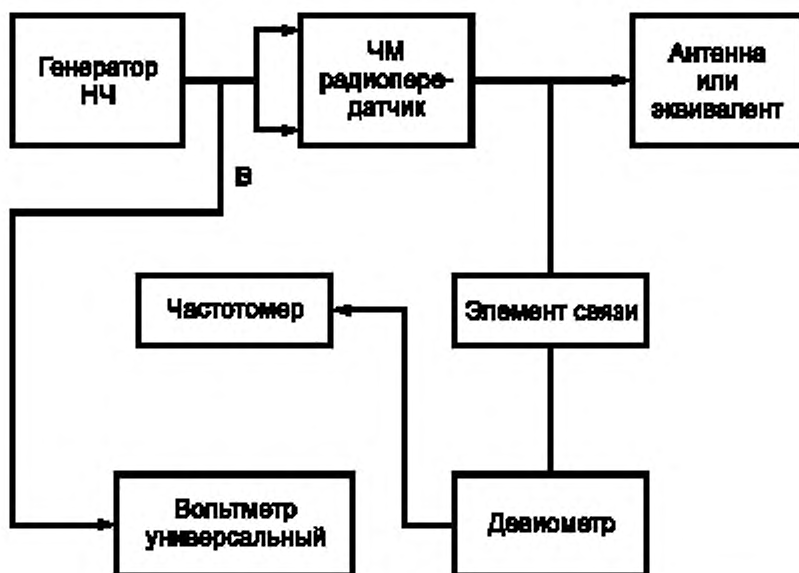 Генератор
НЧ
ЧМ
радиопере-
датчик
Антенна
или
эквивалент
В
Частотомер
Элемент связи
Вольтметр
универсальный
Девиометр